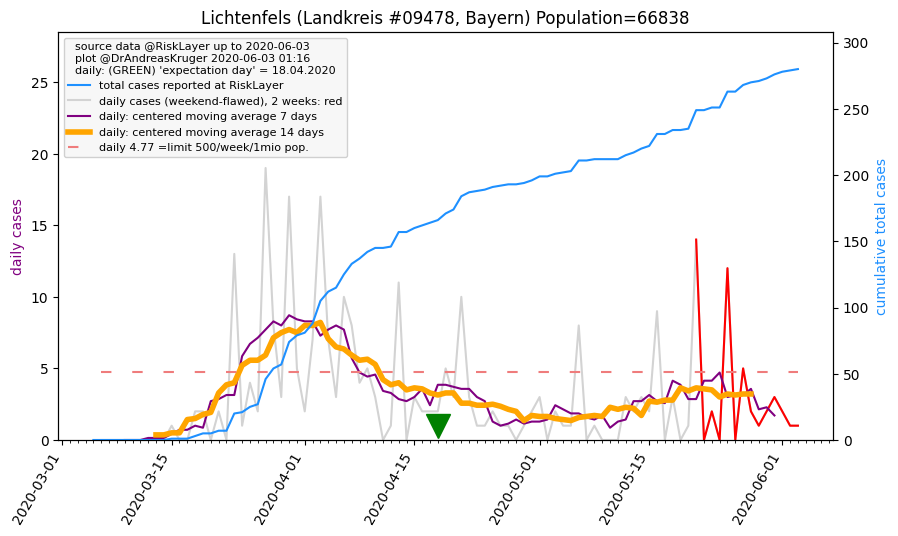 Lichtenfels (Landkreis #09478, Bayern) Population=66838
source data @RiskLayer up to 2020-06-03
plot @DrAndreasKruger 2020-06-03 01:16
daily: (GREEN) 'expectation day' = 18.04.2020
total cases reported at RiskLayer
daily cases (weekend-flawed), 2 weeks: red
daily: centered moving average 7 days
daily: centered moving average 14 days
daily 4.77 =limit 500/week/1mio pop.
daily cases
25
20
15
10
5
0
cumulative total cases
300
250
200
150
100
50
0
2020-03-01
2020-03-15
2020-04-01
2020-04-15
2020-05-01
2020-05-15
2020-06-01